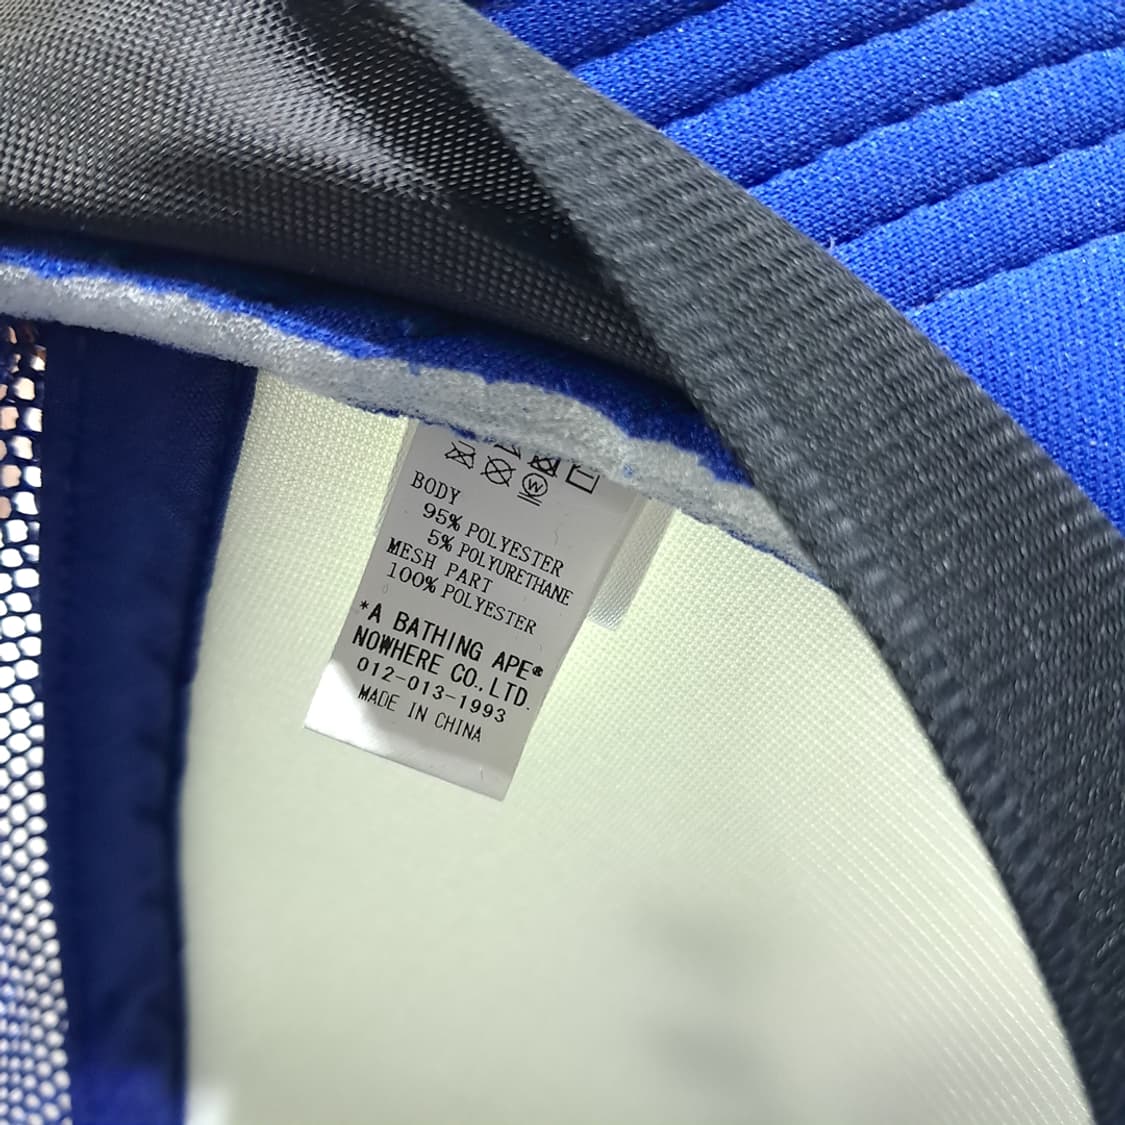 W
BODY
95% POLYESTER
5% POLYURETHANE
MESH PART
100% POLYESTER
*A BATHING APE®
NOWHERE CO.,LTD.
012-013-1993
MADE IN CHINA